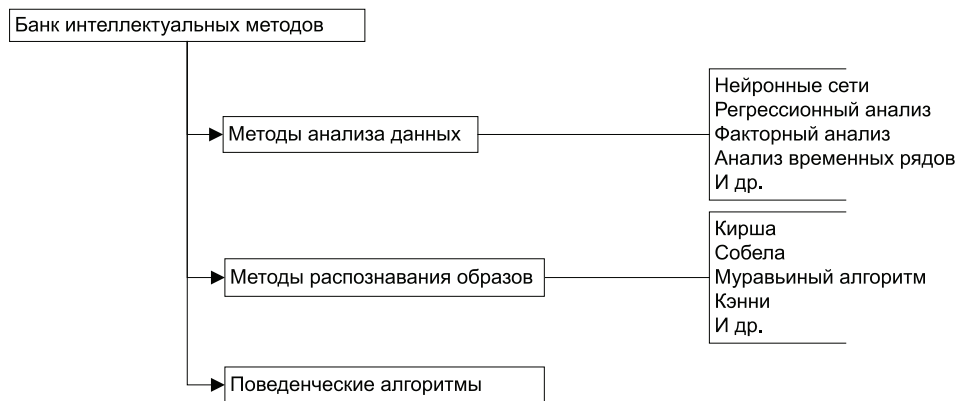 Банк интеллектуальных методов
Методы анализа данных
Нейронные сети
Регрессионный анализ
Факторный анализ
Анализ временных рядов
И др.
Методы распознавания образов
Кирша
Собела
Муравьиный алгоритм
Кэнни
И др.
Поведенческие алгоритмы